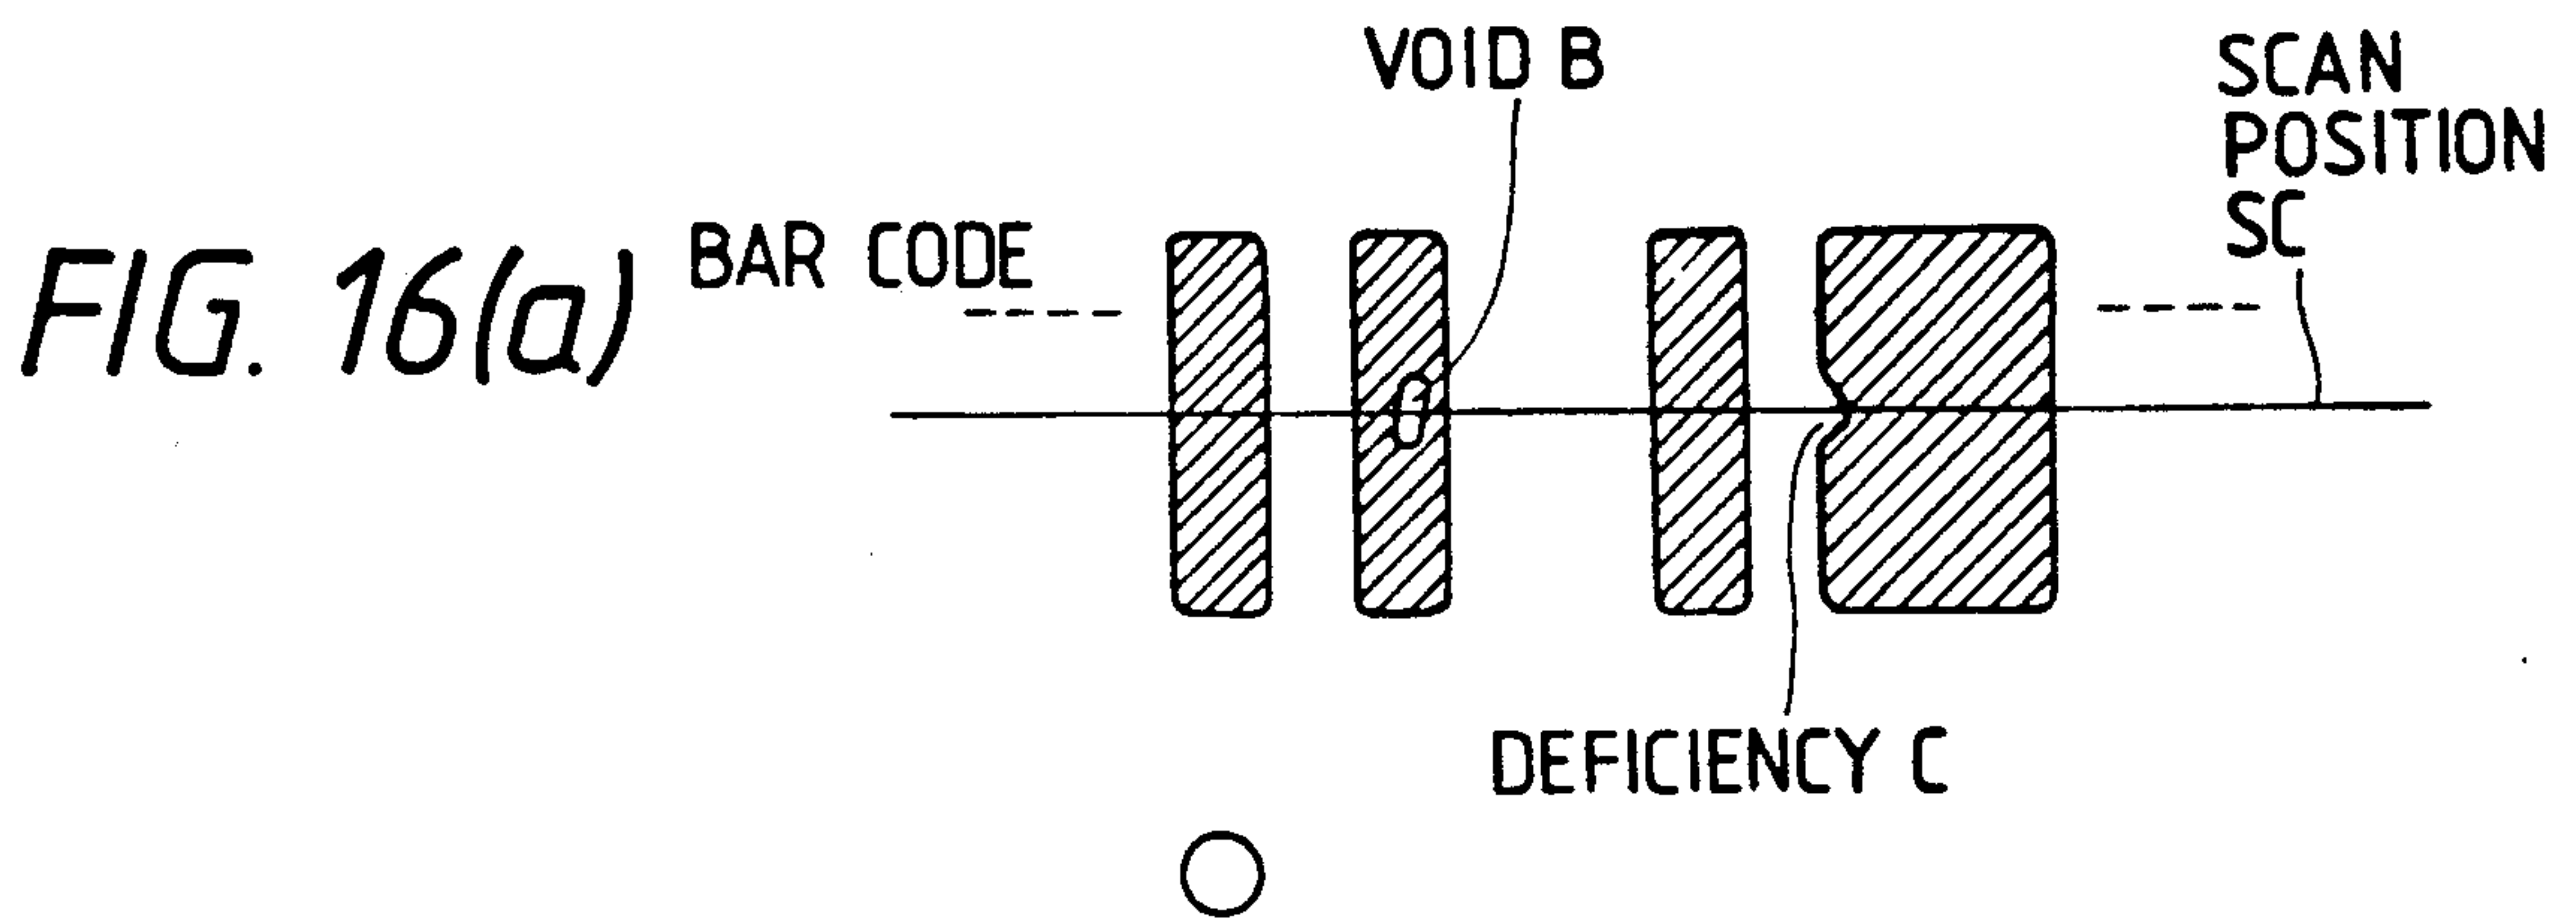 VOID B
SCAN
POSITION
SC
FIG. 16(a)
BAR CODE
DEFICIENCY C